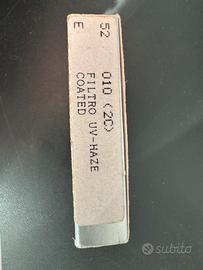 52 010 (2C)
E FILTRO UV-HAZE
COATED
subito